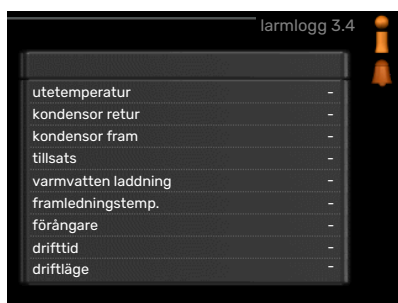 larmlogg 3.4
utetemperatur -
kondensor retur -
kondensor fram -
tillsats -
varmvatten laddning -
framledningstemp. -
förångare -
drifttid -
driftläge -